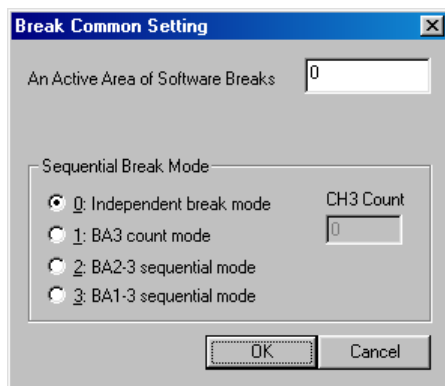 Break Common Setting
An Active Area of Software Breaks 0
Sequential Break Mode
0: Independent break mode
CH3 Count
1: BA3 count mode
0
2: BA2-3 sequential mode
3: BA1-3 sequential mode
OK Cancel